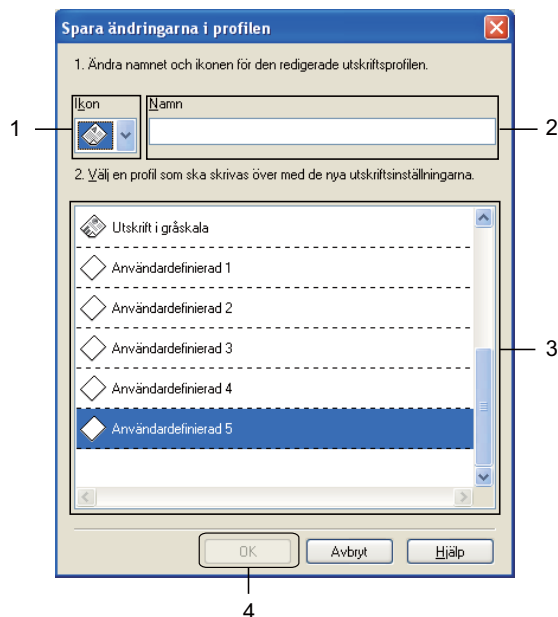 Spara ändringarna i profilen
1. Ändra namnet och ikonen för den redigerade utskriftsprofilen.
Ikon Namn
1
2
2. Välj en profil som ska skrivas över med de nya utskriftsinställningarna.
Utskrift i gråskala
Användardefinierad 1
Användardefinierad 2
Användardefinierad 3
3
Användardefinierad 4
Användardefinierad 5
OK Avbryt Hjälp
4